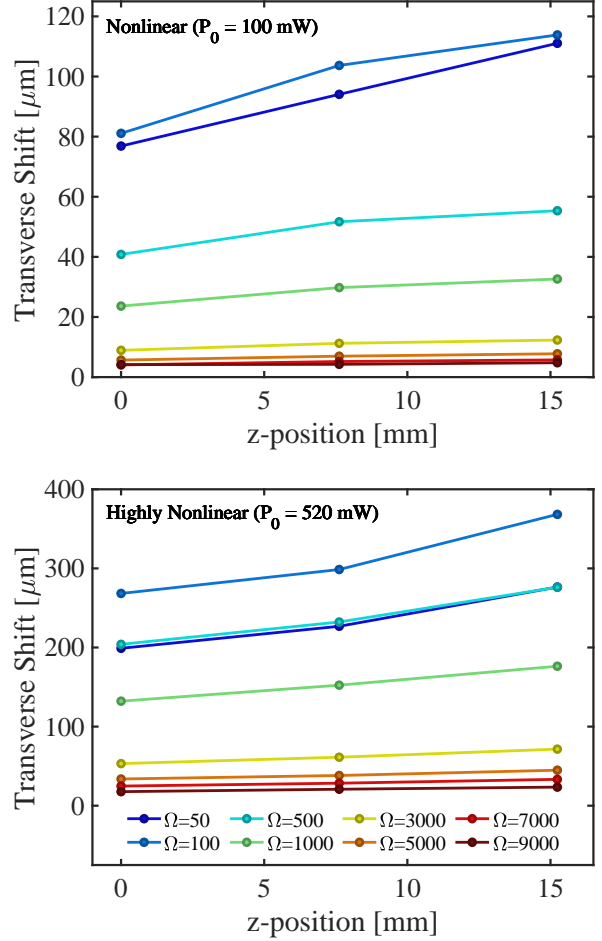 Nonlinear (P₀ = 100 mW)
Transverse Shift [μm]
120
100
80
60
40
20
0
0 5 10 15
z-position [mm]
Highly Nonlinear (P₀ = 520 mW)
Transverse Shift [μm]
400
300
200
100
0
Ω=50 Ω=500 Ω=3000 Ω=7000
Ω=100 Ω=1000 Ω=5000 Ω=9000
0 5 10 15
z-position [mm]